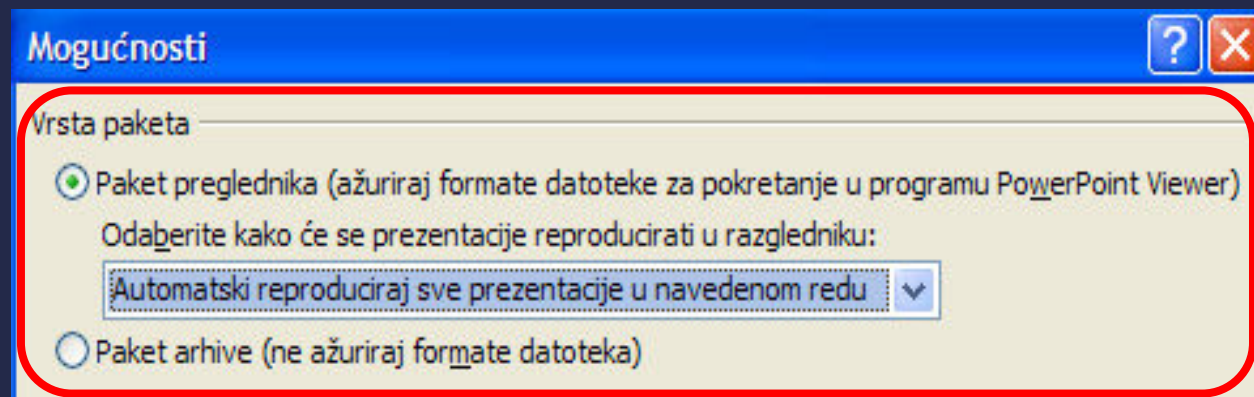 Mogućnosti
Vrsta paketa
Paket preglednika (ažuriraj formate datoteke za pokretanje u programu PowerPoint Viewer)
Odaberite kako će se prezentacije reproducirati u razgledniku:
Automatski reproduciraj sve prezentacije u navedenom redu
Paket arhive (ne ažuriraj formate datoteka)